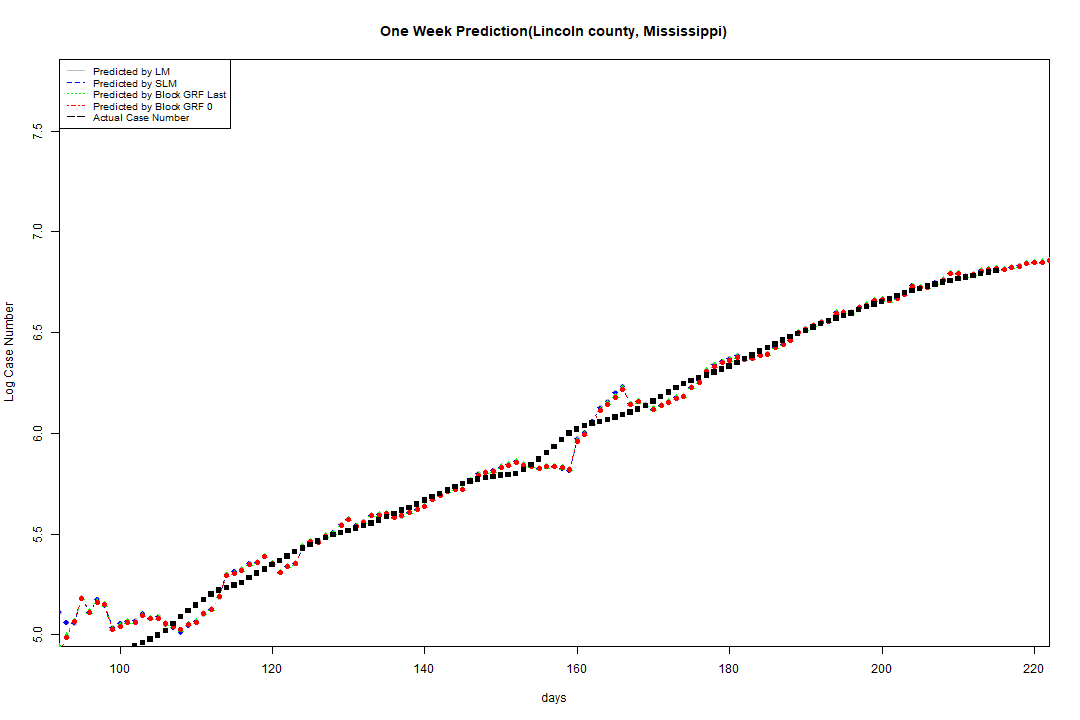 One Week Prediction(Lincoln county, Mississippi)
Predicted by LM
Predicted by SLM
Predicted by Block GRF Last
Predicted by Block GRF 0
Actual Case Number
7.5
7.0
6.5
6.0
5.5
5.0
Log Case Number
100 120 140 160 180 200 220
days